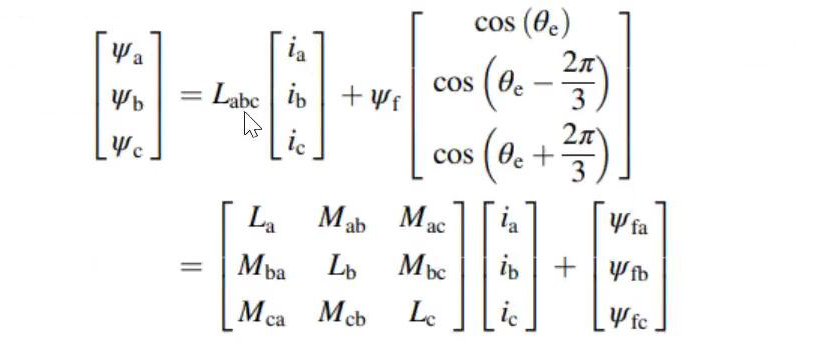 [ψa ψb ψc] = Labc [ia ib ic] + ψf [cos (θe) cos (θe − 2π/3) cos (θe + 2π/3)]
= [La Mab Mac Mba Lb Mbc Mca Mcb Lc] [ia ib ic] + [ψfa ψfb ψfc]